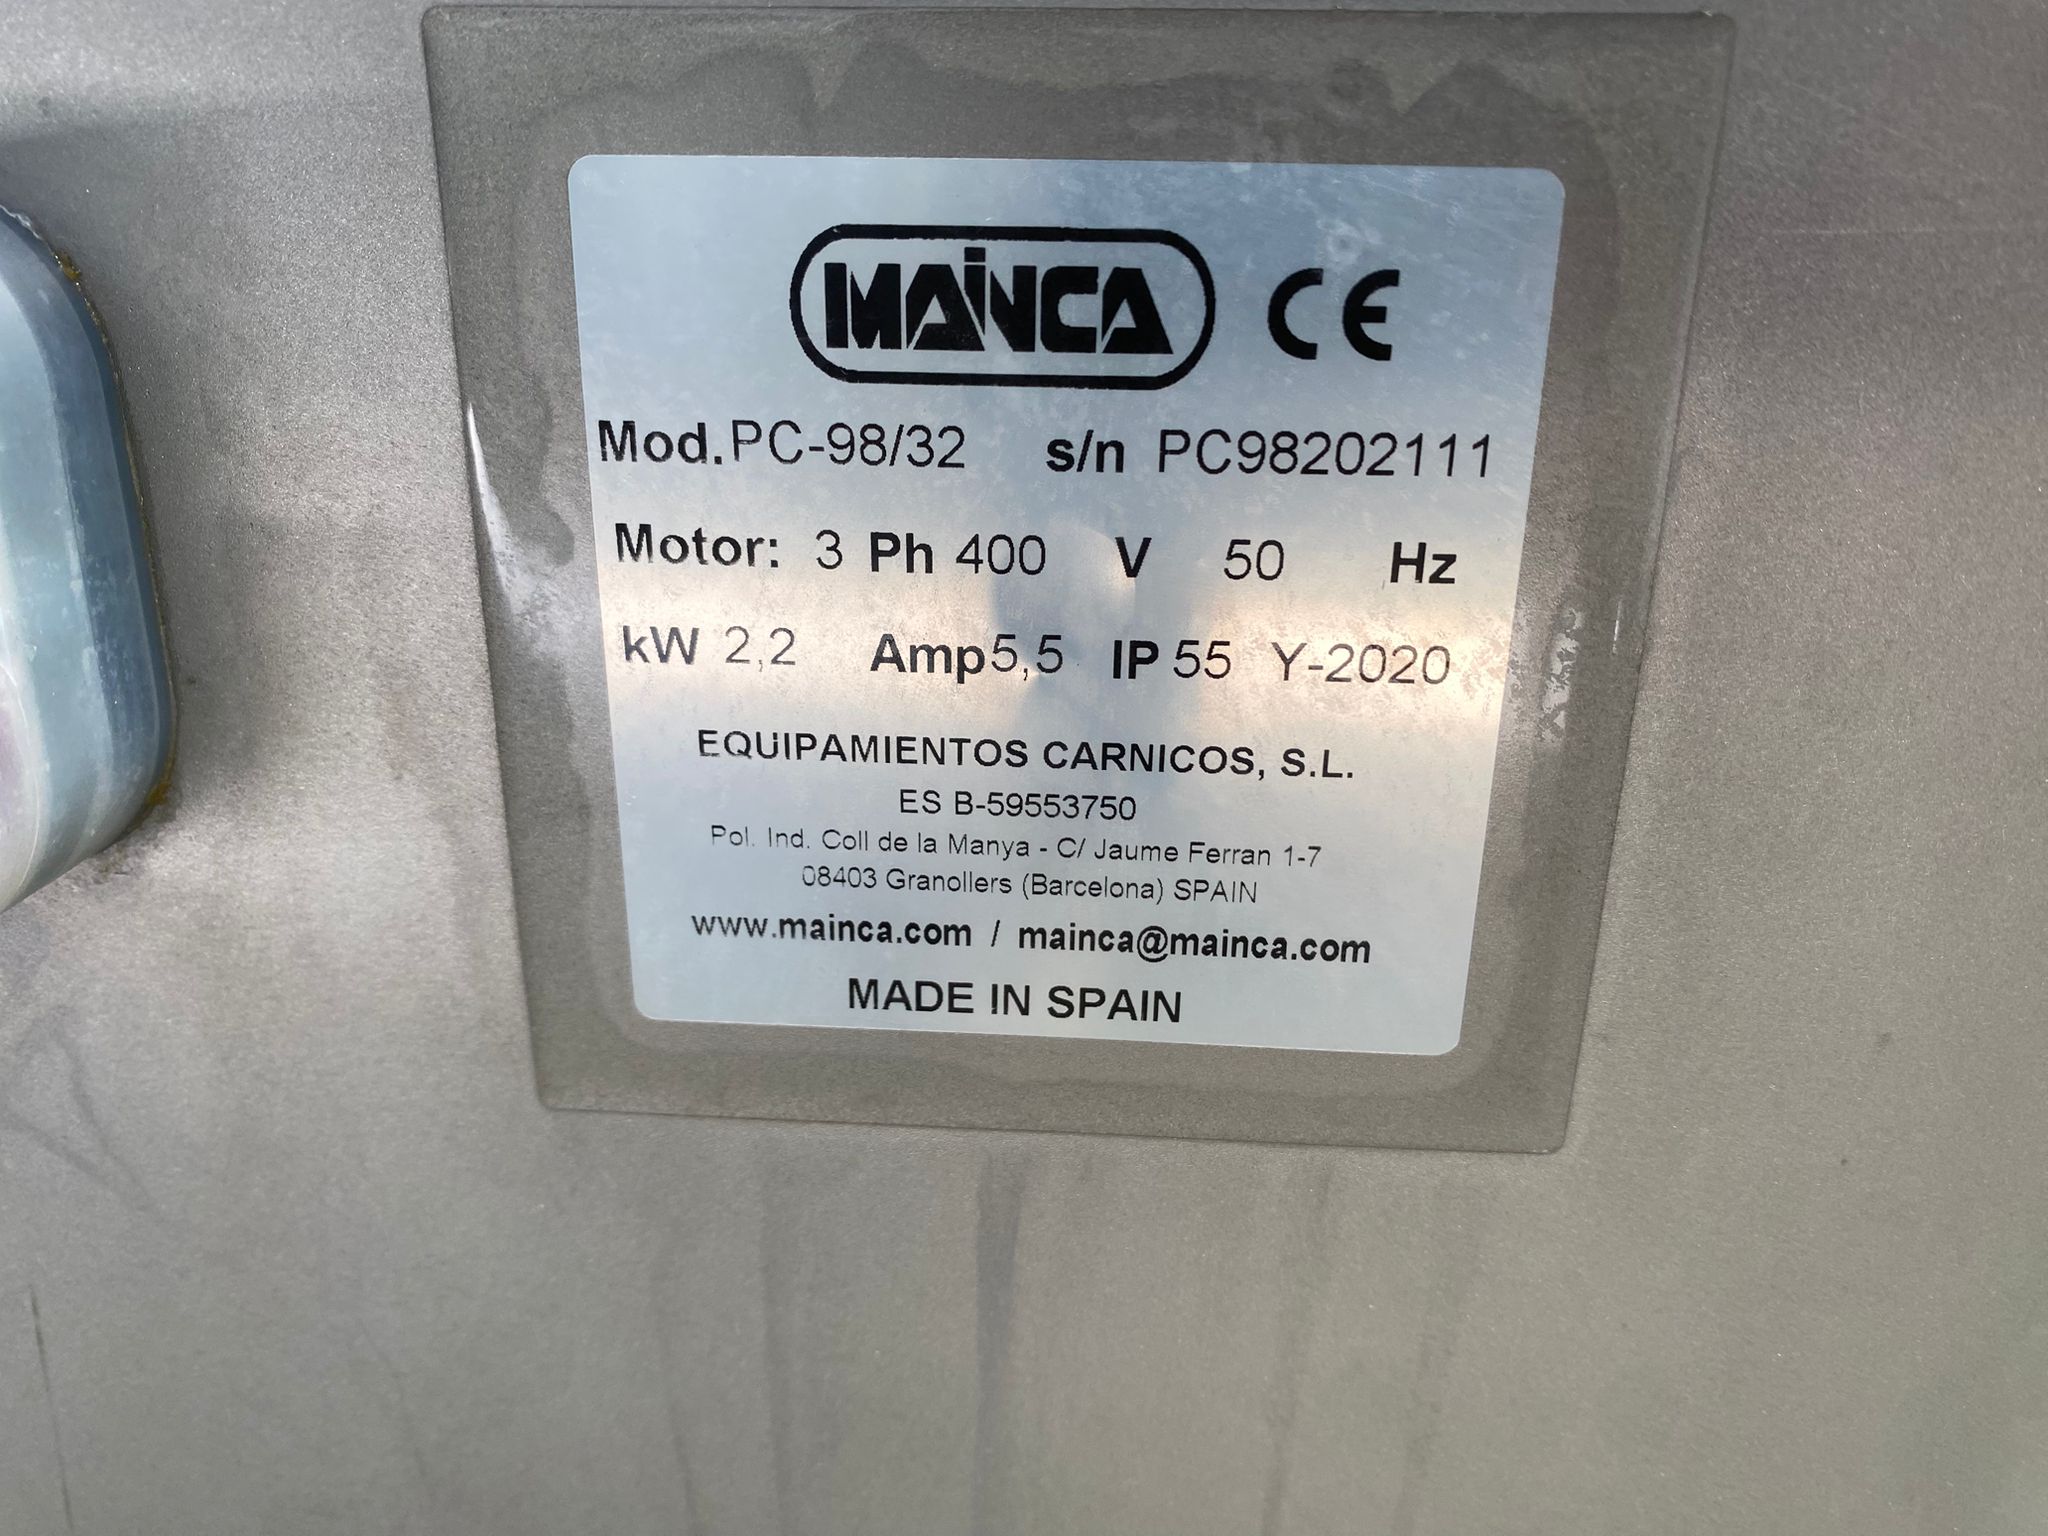 MAiNCA CE
Mod.PC-98/32 s/n PC98202111
Motor: 3 Ph 400 V 50 Hz
kW 2,2 Amp5,5 IP 55 Y-2020
EQUIPAMIENTOS CARNICOS, S.L.
ES B-59553750
Pol. Ind. Coll de la Manya - C/ Jaume Ferran 1-7
08403 Granollers (Barcelona) SPAIN
www.mainca.com / mainca@mainca.com
MADE IN SPAIN